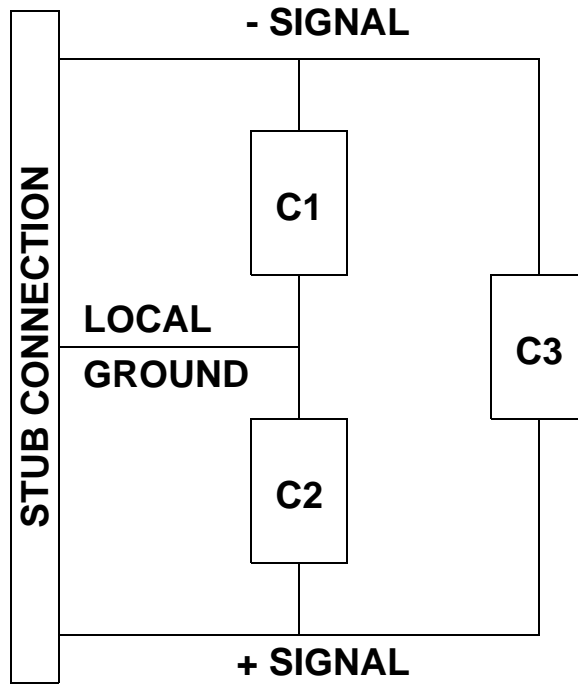 - SIGNAL
STUB CONNECTION
C1
LOCAL
GROUND
C3
C2
+ SIGNAL